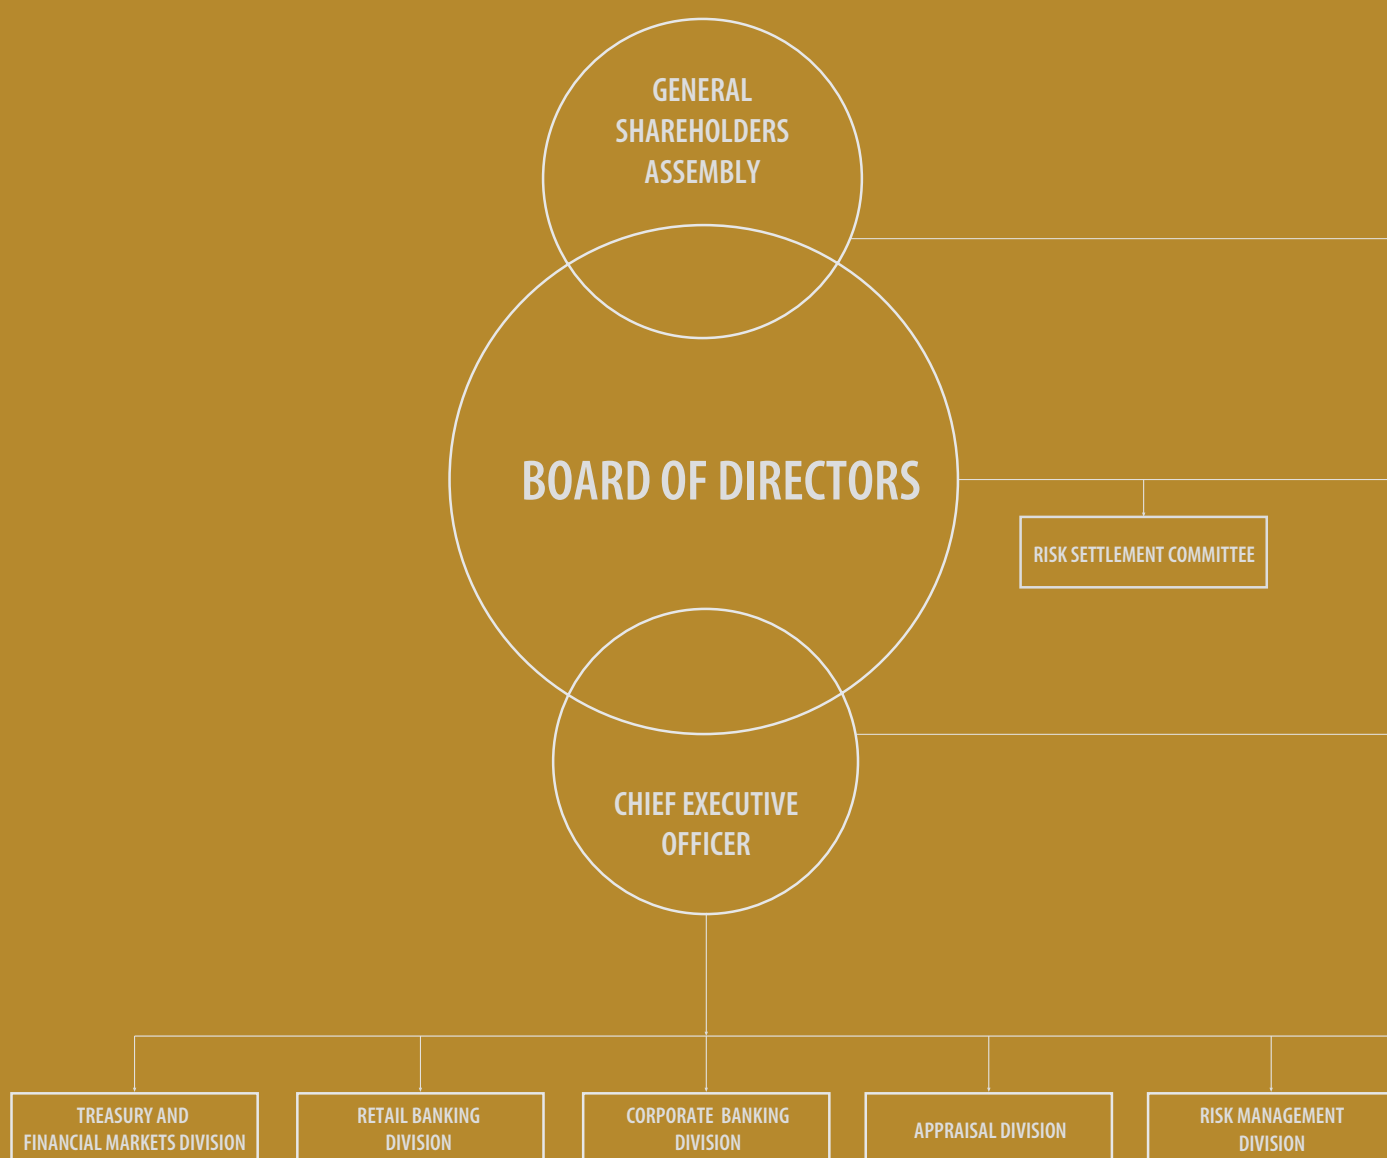 GENERAL
SHAREHOLDERS
ASSEMBLY
BOARD OF DIRECTORS
RISK SETTLEMENT COMMITTEE
CHIEF EXECUTIVE
OFFICER
TREASURY AND
FINANCIAL MARKETS DIVISION
RETAIL BANKING
DIVISION
CORPORATE BANKING
DIVISION
APPRAISAL DIVISION
RISK MANAGEMENT
DIVISION